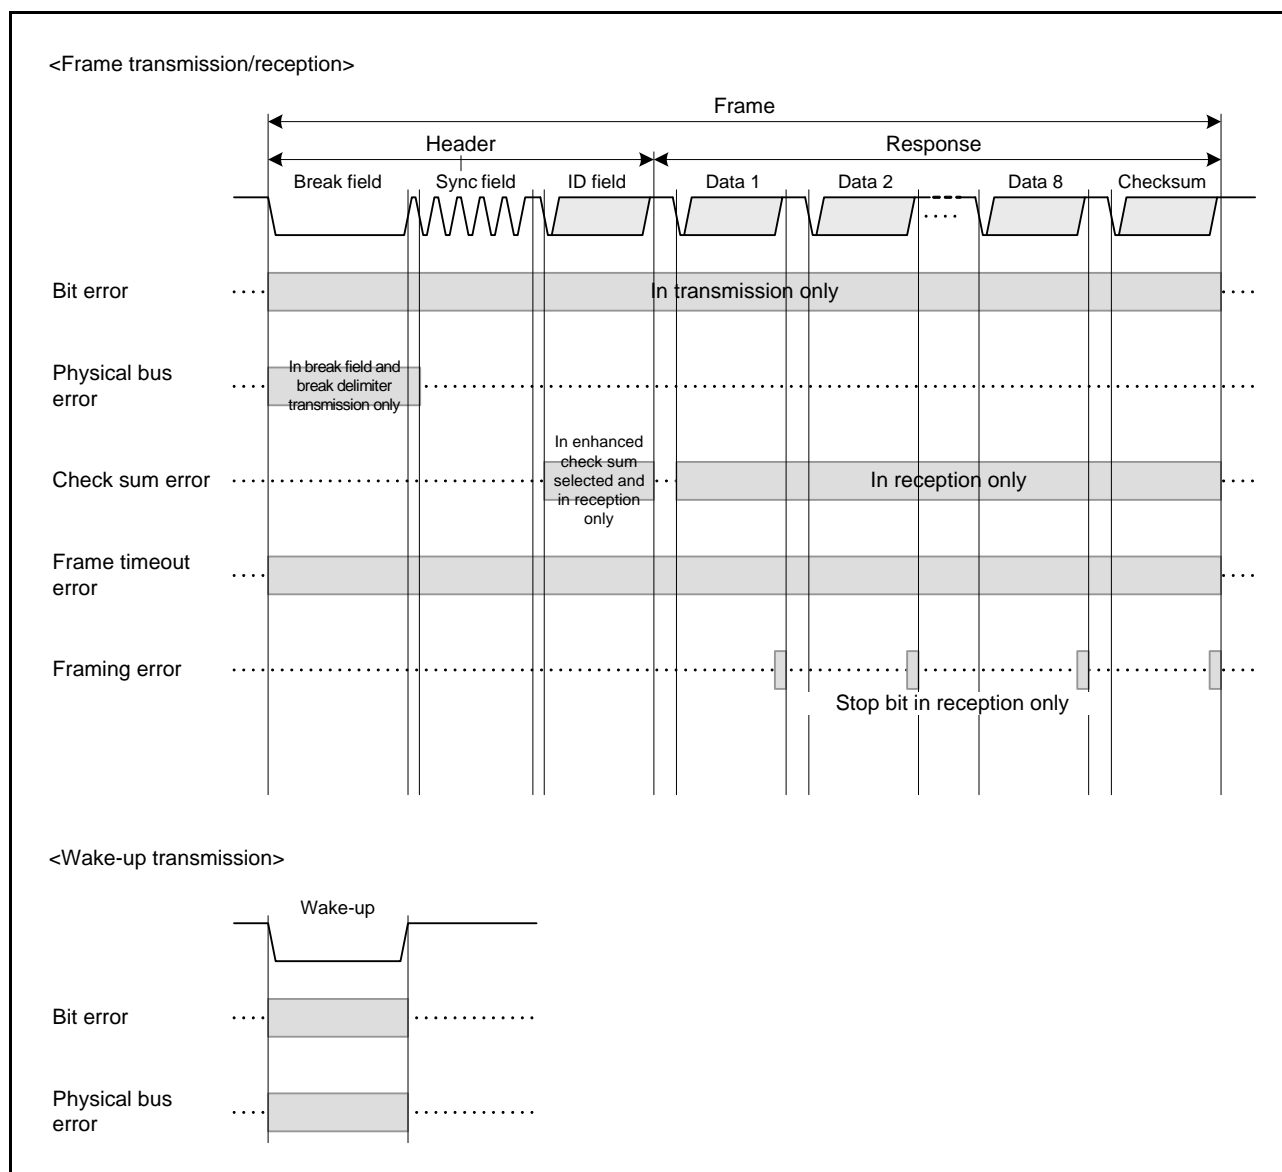 <Frame transmission/reception>
Frame
Header
Response
Break field
Sync field
ID field
Data 1
Data 2
Data 8
Checksum
Bit error
In transmission only
Physical bus
error
In break field and
break delimiter
transmission only
Check sum error
In enhanced
check sum
selected and
in reception
only
In reception only
Frame timeout
error
Framing error
Stop bit in reception only
<Wake-up transmission>
Wake-up
Bit error
Physical bus
error